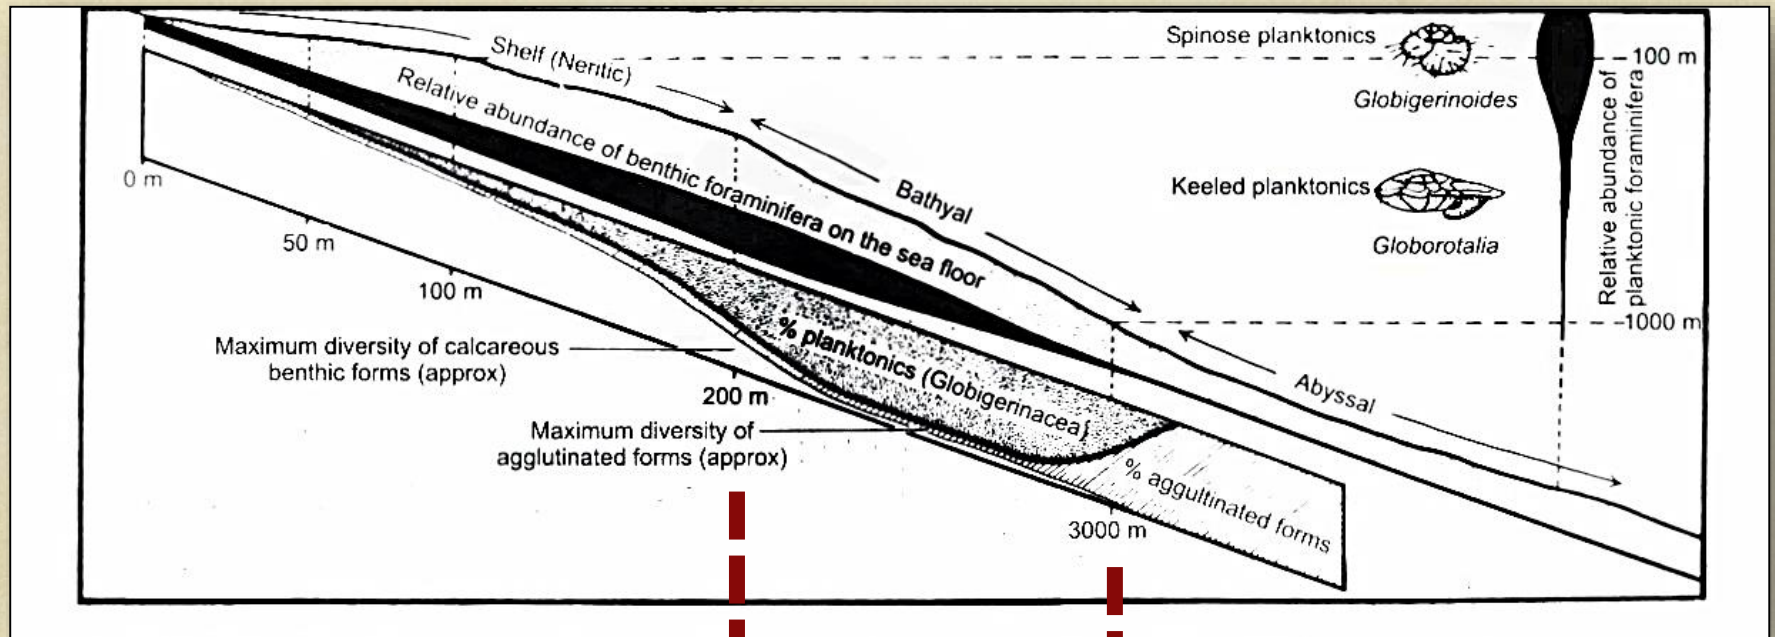 Spinose planktonics
100 m
Globigerinoides
Relative abundance of
planktonic foraminifera
Keeled planktonics
Globorotalia
1000 m
Shelf (Neritic)
Bathyal
Abyssal
Relative abundance of benthic foraminifera on the sea floor
0 m
50 m
100 m
200 m
3000 m
% planktonics (Globigerinacea}
% aggultinated forms
Maximum diversity of calcareous
benthic forms (approx)
Maximum diversity of
agglutinated forms (approx)